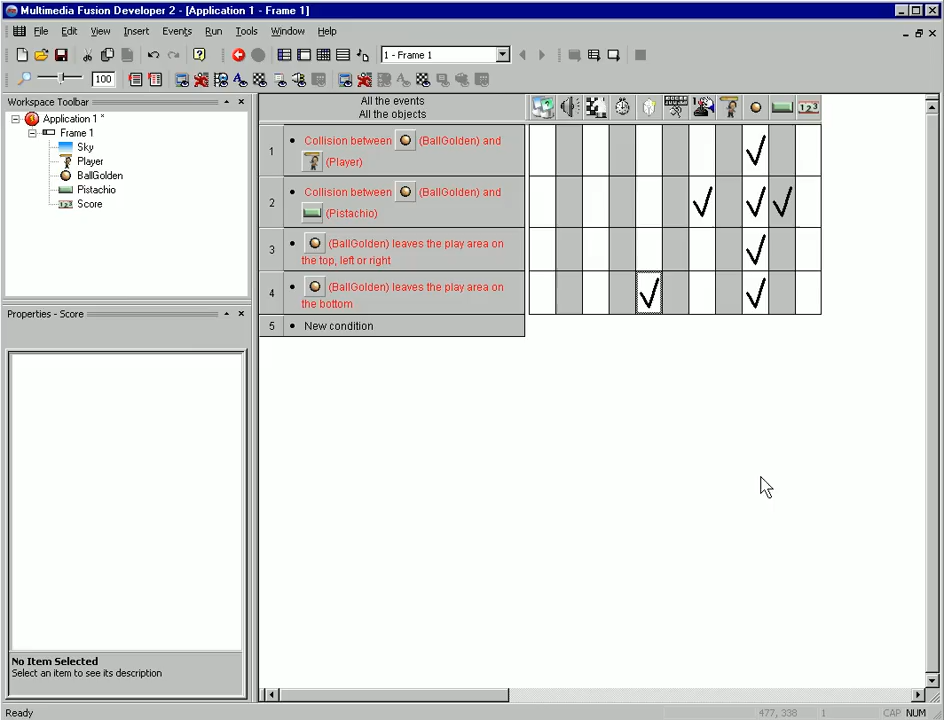 Multimedia Fusion Developer 2 - [Application 1 - Frame 1]
File Edit View Insert Events Run Tools Window Help
1 - Frame 1
100
Workspace Toolbar
Application 1 *
Frame 1
Sky
Player
BallGolden
Pistachio
Score
Properties - Score
No Item Selected
Select an item to see its description
All the events
All the objects
1 • Collision between (BallGolden) and
(Player)
2 • Collision between (BallGolden) and
(Pistachio)
3 • (BallGolden) leaves the play area on
the top, left or right
4 • (BallGolden) leaves the play area on
the bottom
5 • New condition
Ready
477, 338 1 CAP NUM